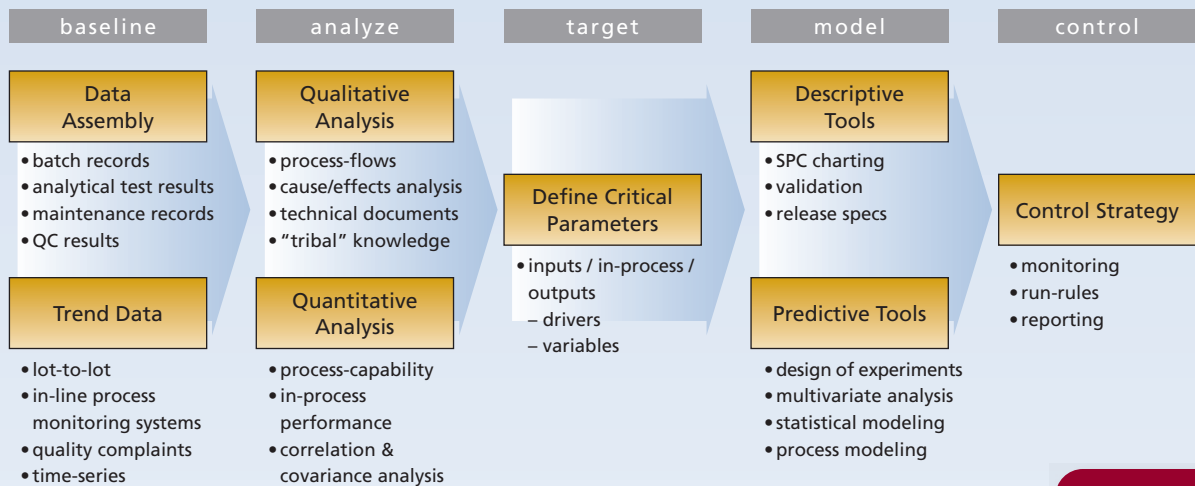 baseline
analyze
target
model
control
Data
Assembly
• batch records
• analytical test results
• maintenance records
• QC results
Trend Data
• lot-to-lot
• in-line process
monitoring systems
• quality complaints
• time-series
Qualitative
Analysis
• process-flows
• cause/effects analysis
• technical documents
• “tribal” knowledge
Quantitative
Analysis
• process-capability
• in-process
performance
• correlation &
covariance analysis
Define Critical
Parameters
• inputs / in-process /
outputs
– drivers
– variables
Descriptive
Tools
• SPC charting
• validation
• release specs
Predictive Tools
• design of experiments
• multivariate analysis
• statistical modeling
• process modeling
Control Strategy
• monitoring
• run-rules
• reporting